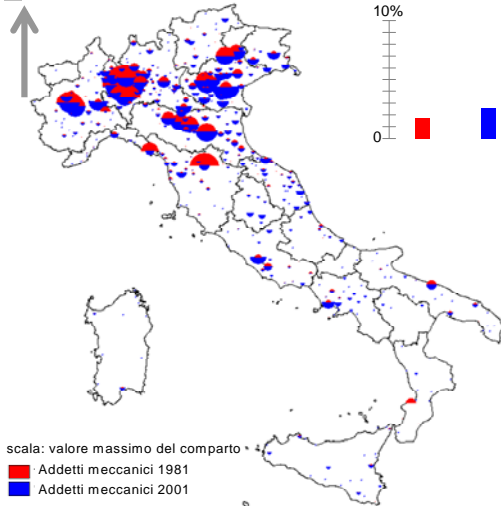 10%
0
scala: valore massimo del comparto
Addetti meccanici 1981
Addetti meccanici 2001